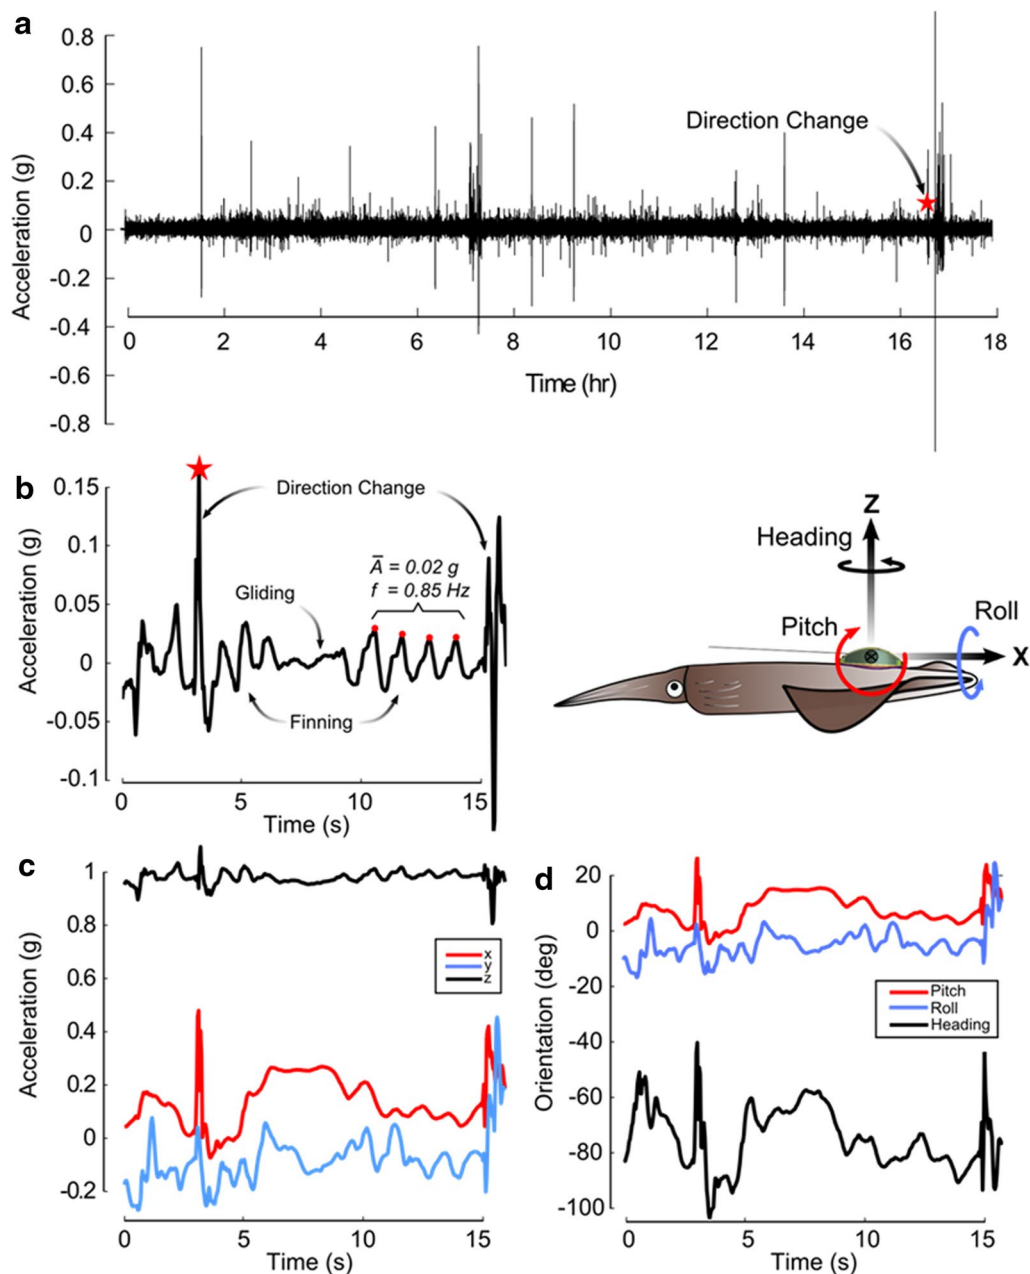 a
0.8
0.6
0.4
0.2
0
-0.2
-0.4
-0.6
-0.8
Acceleration (g)
Direction Change
0 2 4 6 8 10 12 14 16 18
Time (hr)
b
0.15
0.1
0.05
0
-0.05
-0.1
Acceleration (g)
Direction Change
A = 0.02 g
f = 0.85 Hz
Gliding
Finning
0 5 10 15
Time (s)
Z
Heading
Pitch
Roll
X
c
1
0.8
0.6
0.4
0.2
0
-0.2
Acceleration (g)
x
y
z
0 5 10 15
Time (s)
d
20
0
-20
-40
-60
-80
-100
Orientation (deg)
Pitch
Roll
Heading
0 5 10 15
Time (s)